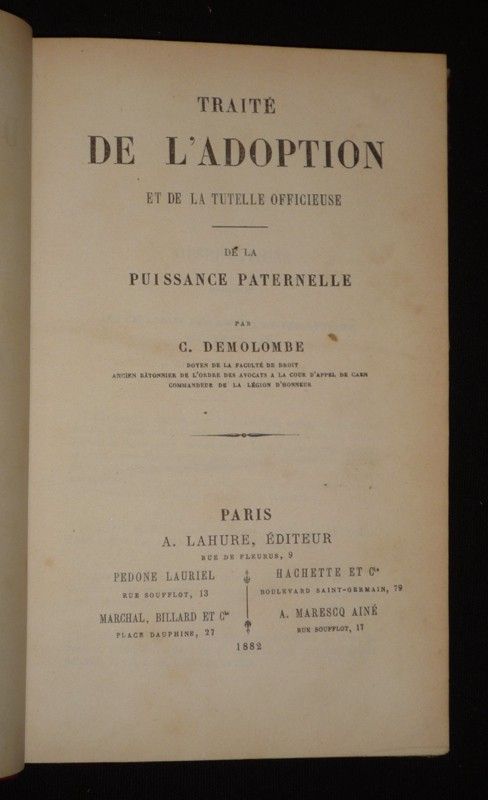 TRAITÉ
DE L'ADOPTION
ET DE LA TUTELLE OFFICIEUSE
DE LA
PUISSANCE PATERNELLE
PAR
C. DEMOLOMBE
DOYEN DE LA FACULTÉ DE DROIT
ANCIEN BÂTONNIER DE L'ORDRE DES AVOCATS A LA COUR D'APPEL DE CAEN
COMMANDEUR DE LA LÉGION D'HONNEUR
PARIS
A. LAHURE, ÉDITEUR
RUE DE FLEURUS, 9
PEDONE LAURIEL
RUE SOUFFLOT, 13
MARCHAL, BILLARD ET Cie
PLACE DAUPHINE, 27
HACHETTE ET Cie
BOULEVARD SAINT-GERMAIN, 79
A. MARESCQ AINÉ
RUE SOUFFLOT, 17
1882